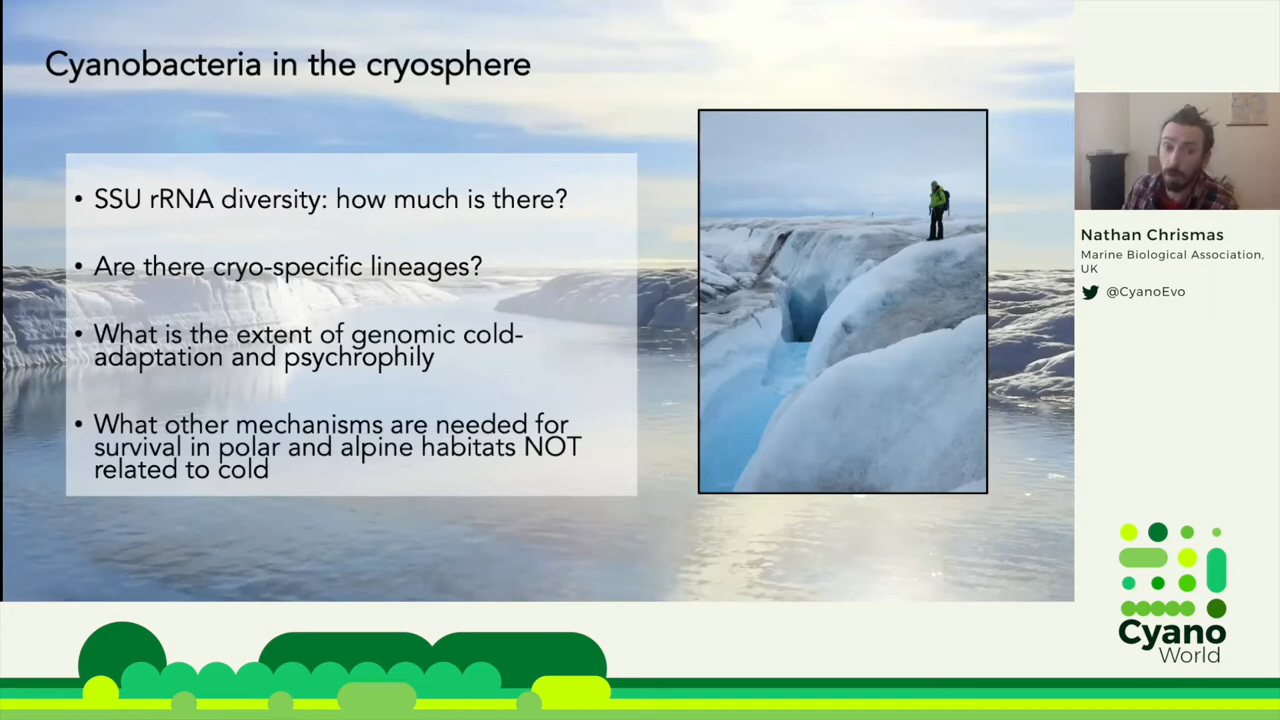 Cyanobacteria in the cryosphere
• SSU rRNA diversity: how much is there?
• Are there cryo-specific lineages?
• What is the extent of genomic cold-
adaptation and psychrophily
• What other mechanisms are needed for
survival in polar and alpine habitats NOT
related to cold
Nathan Chrismas
Marine Biological Association,
UK
@CyanoEvo
Cyano
World